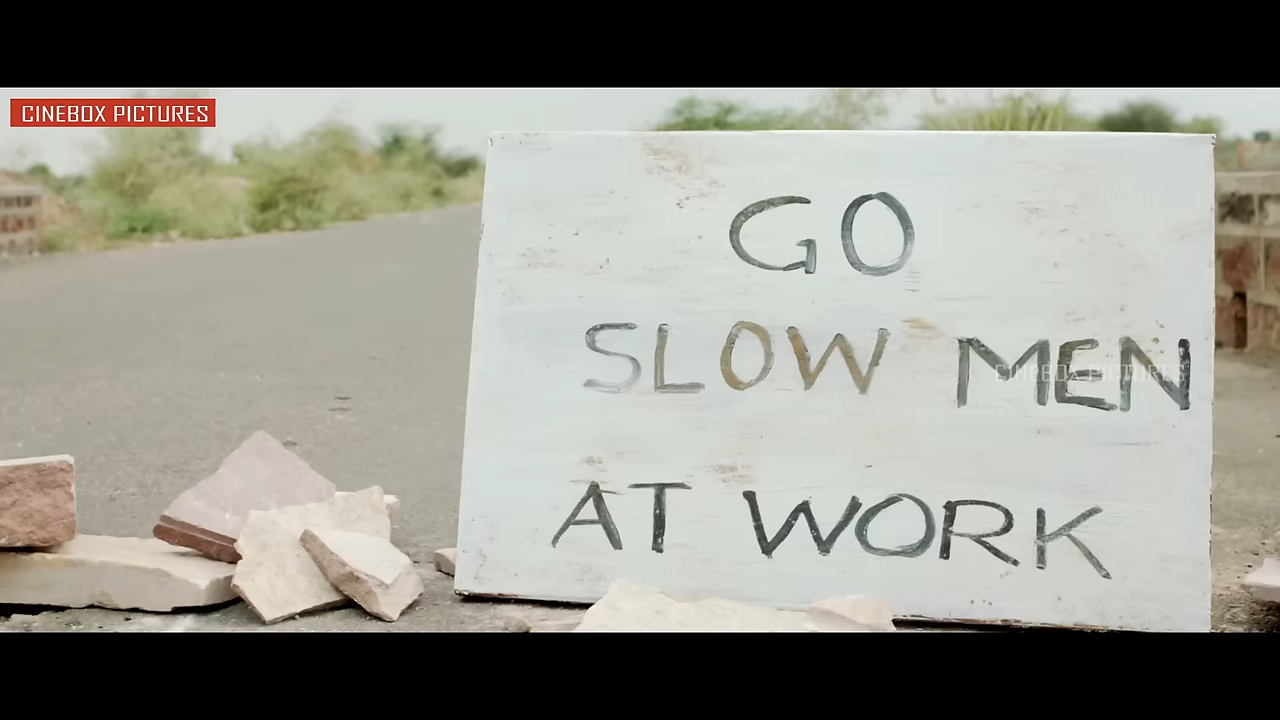 CINEBOX PICTURES
GO
SLOW MEN
CINEBOX PICTURES
AT WORK